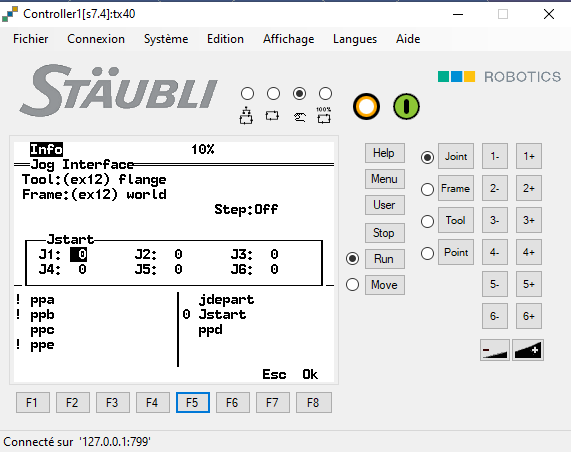 Controller1[s7.4]:tx40
Fichier Connexion Système Edition Affichage Langues Aide
STÄUBLI
ROBOTICS
100%
Info 10%
Jog Interface
Tool:(ex12) flange
Frame:(ex12) world
Step:Off
Jstart
J1: 0 J2: 0 J3: 0
J4: 0 J5: 0 J6: 0
! ppa jdepart
! ppb 0 Jstart
ppc ppd
! ppe
Esc Ok
F1 F2 F3 F4 F5 F6 F7 F8
Help
Menu
User
Stop
Run
Move
Joint 1- 1+
Frame 2- 2+
Tool 3- 3+
Point 4- 4+
5- 5+
6- 6+
- +
Connecté sur '127.0.0.1:799'